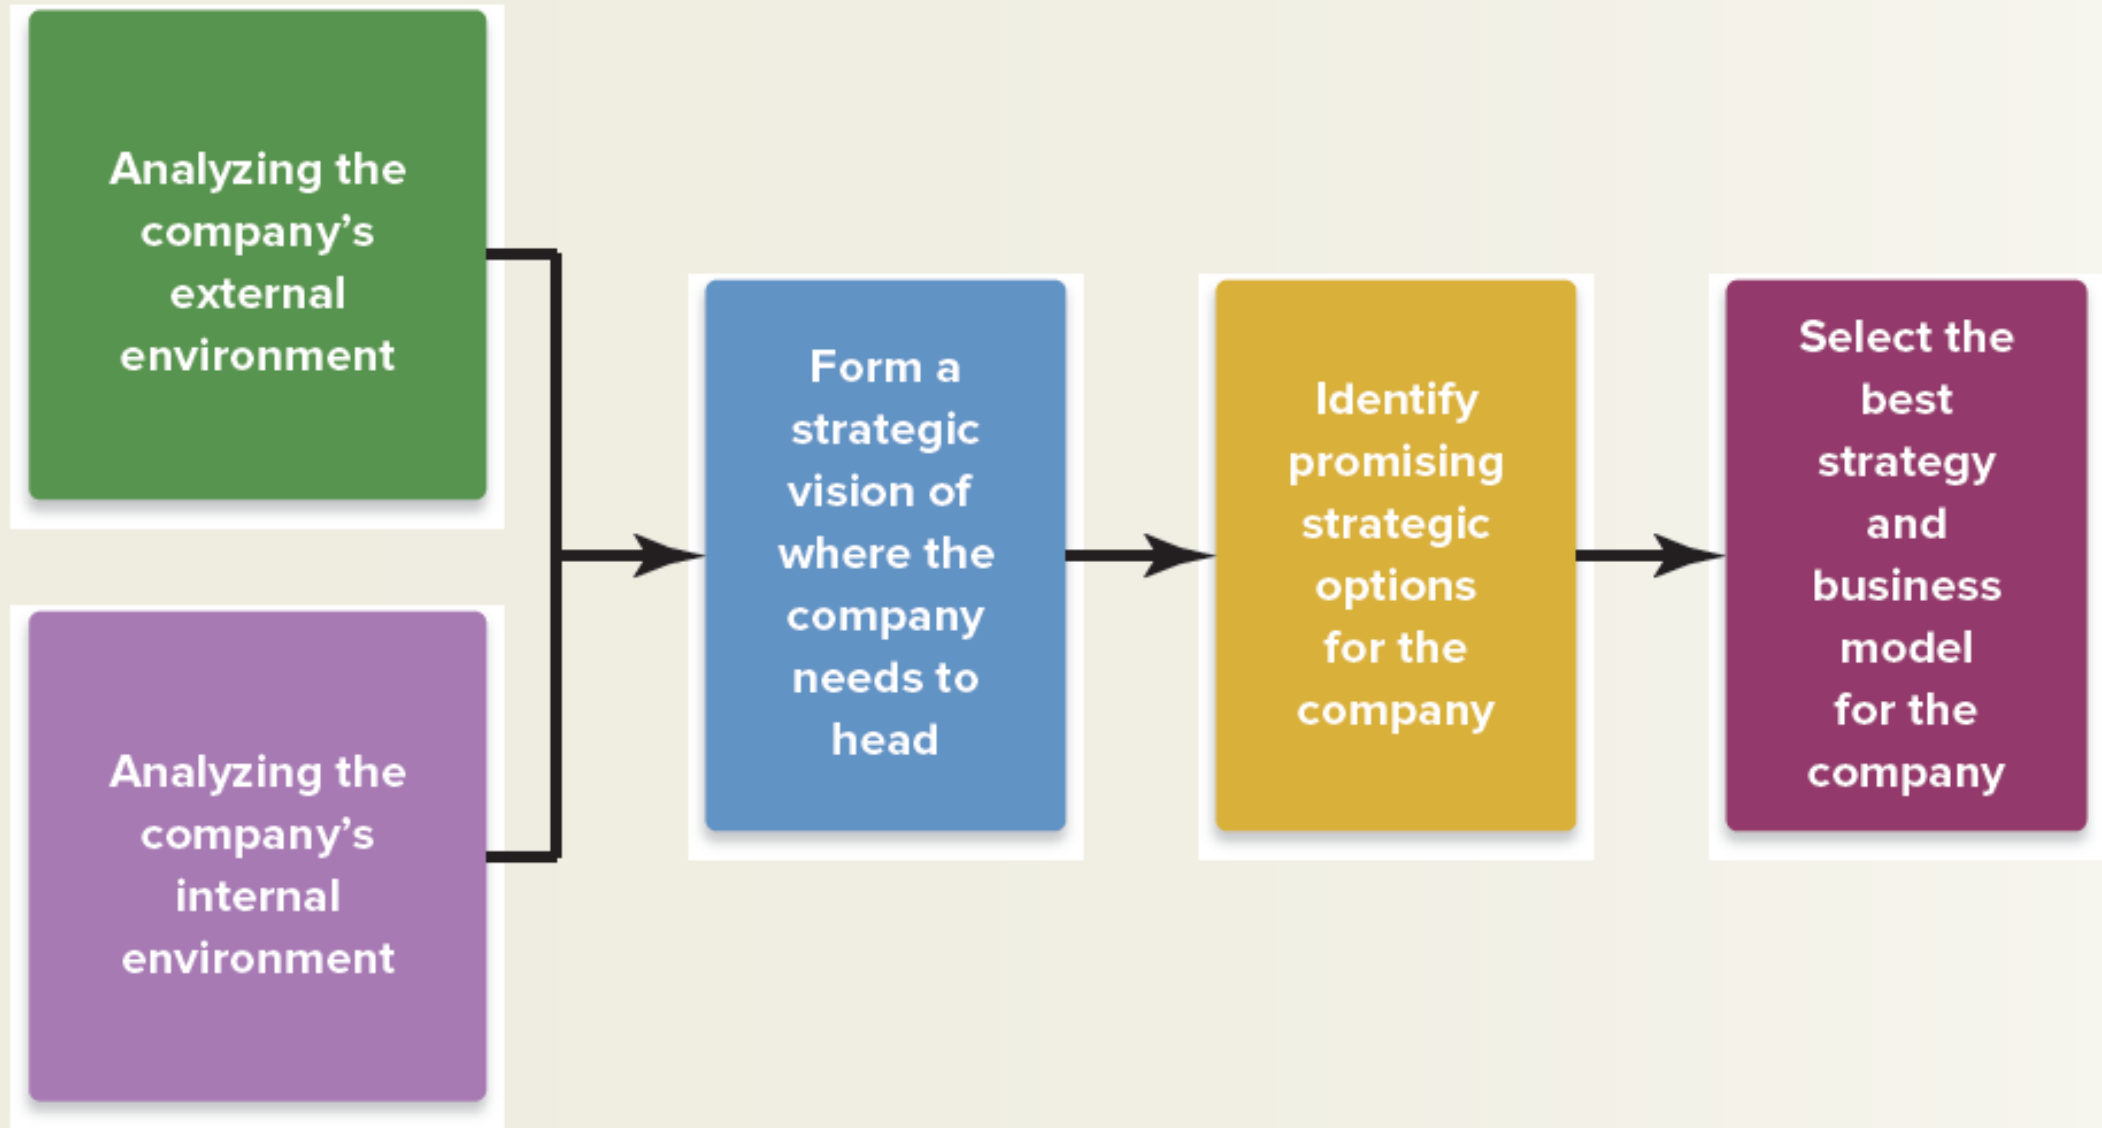 Analyzing the
company’s
external
environment
Analyzing the
company’s
internal
environment
Form a
strategic
vision of
where the
company
needs to
head
Identify
promising
strategic
options
for the
company
Select the
best
strategy
and
business
model
for the
company